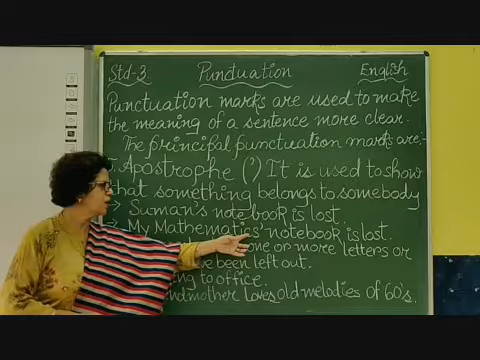 Std-3 Punctuation English
Punctuation marks are used to make
the meaning of a sentence more clear.
The principal punctuation marks are:-
Apostrophe (') It is used to show
that something belongs to somebody
→ Suman's note book is lost.
→ My Mathematics' notebook is lost.
one or more letters or
been left out.
to office.
loves old melodies of 60's.